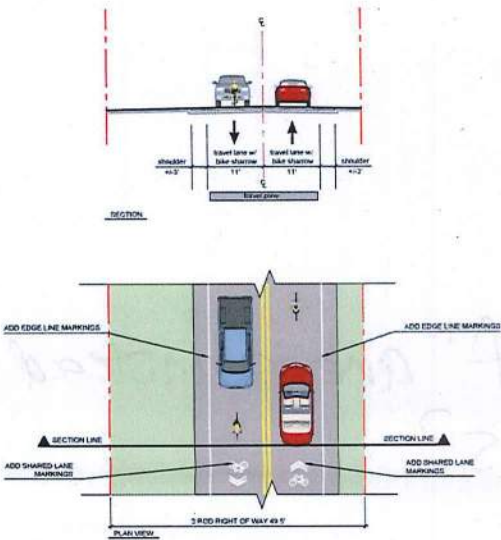 ℄
travel lane w/
bike sharrow
11'
travel lane w/
bike sharrow
11'
shoulder
+/-3'
shoulder
+/-2'
℄
travel zone
SECTION
ADD EDGE LINE MARKINGS
ADD EDGE LINE MARKINGS
SECTION LINE
SECTION LINE
ADD SHARED LANE
MARKINGS
ADD SHARED LANE
MARKINGS
3 ROD RIGHT OF WAY 49.5'
PLAN VIEW